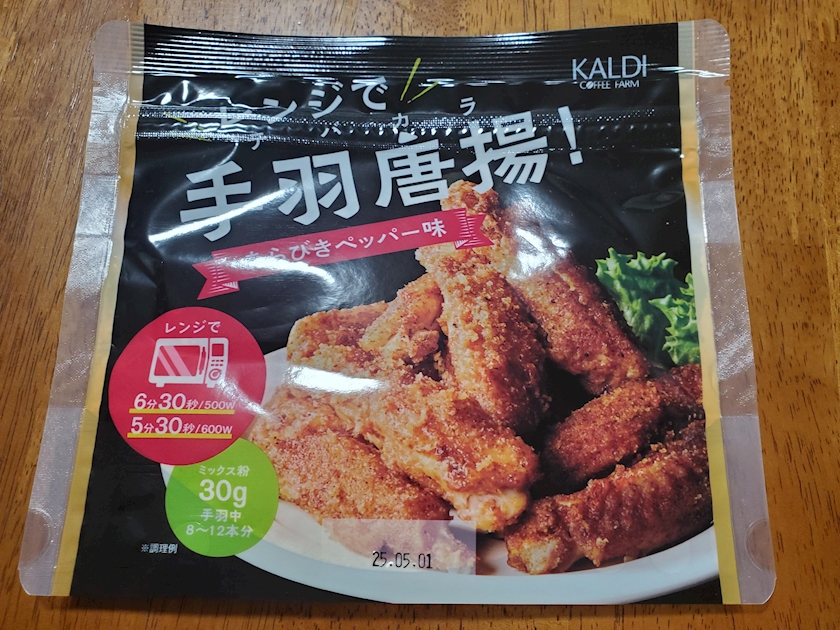 KALDI
COFFEE FARM
レンジで
テバカラ
手羽唐揚!
あらびきペッパー味
レンジで
6分30秒/500W
5分30秒/600W
ミックス粉
30g
手羽中
8〜12本分
※調理例
25.05.01